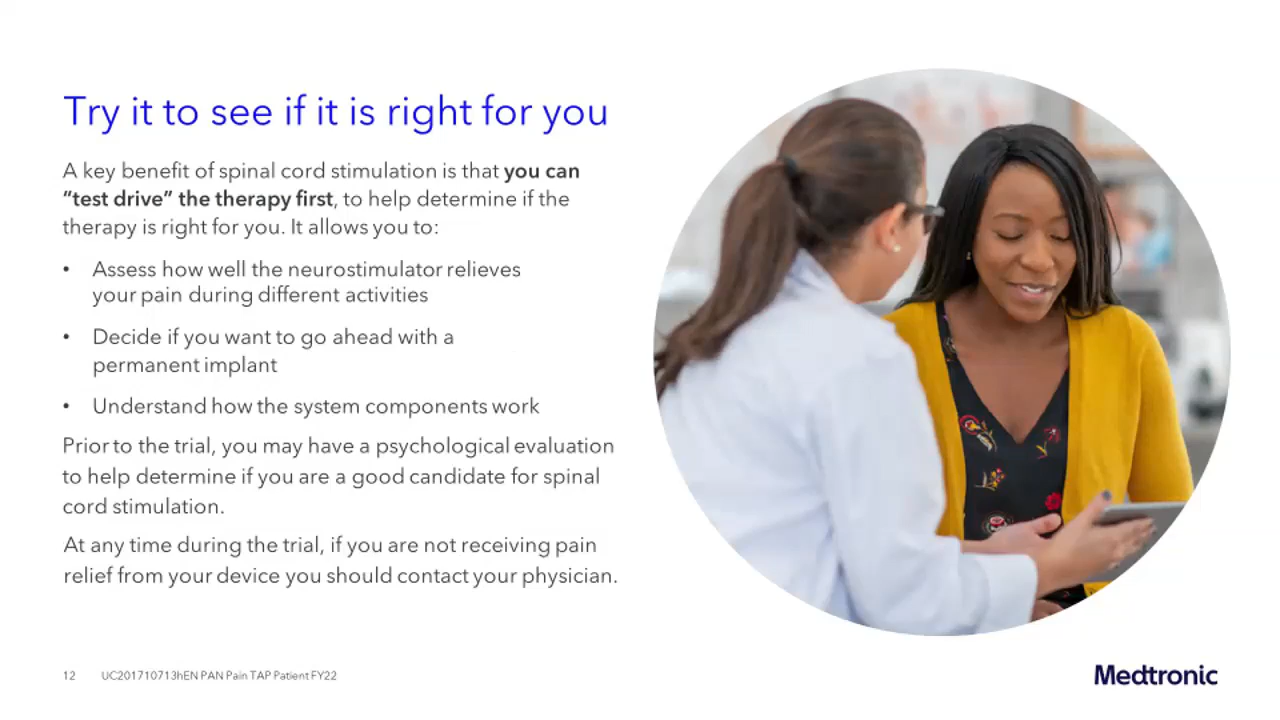 Try it to see if it is right for you
A key benefit of spinal cord stimulation is that you can
“test drive” the therapy first, to help determine if the
therapy is right for you. It allows you to:
• Assess how well the neurostimulator relieves
your pain during different activities
• Decide if you want to go ahead with a
permanent implant
• Understand how the system components work
Prior to the trial, you may have a psychological evaluation
to help determine if you are a good candidate for spinal
cord stimulation.
At any time during the trial, if you are not receiving pain
relief from your device you should contact your physician.
12 UC201710713hEN PAN Pain TAP Patient FY22
Medtronic